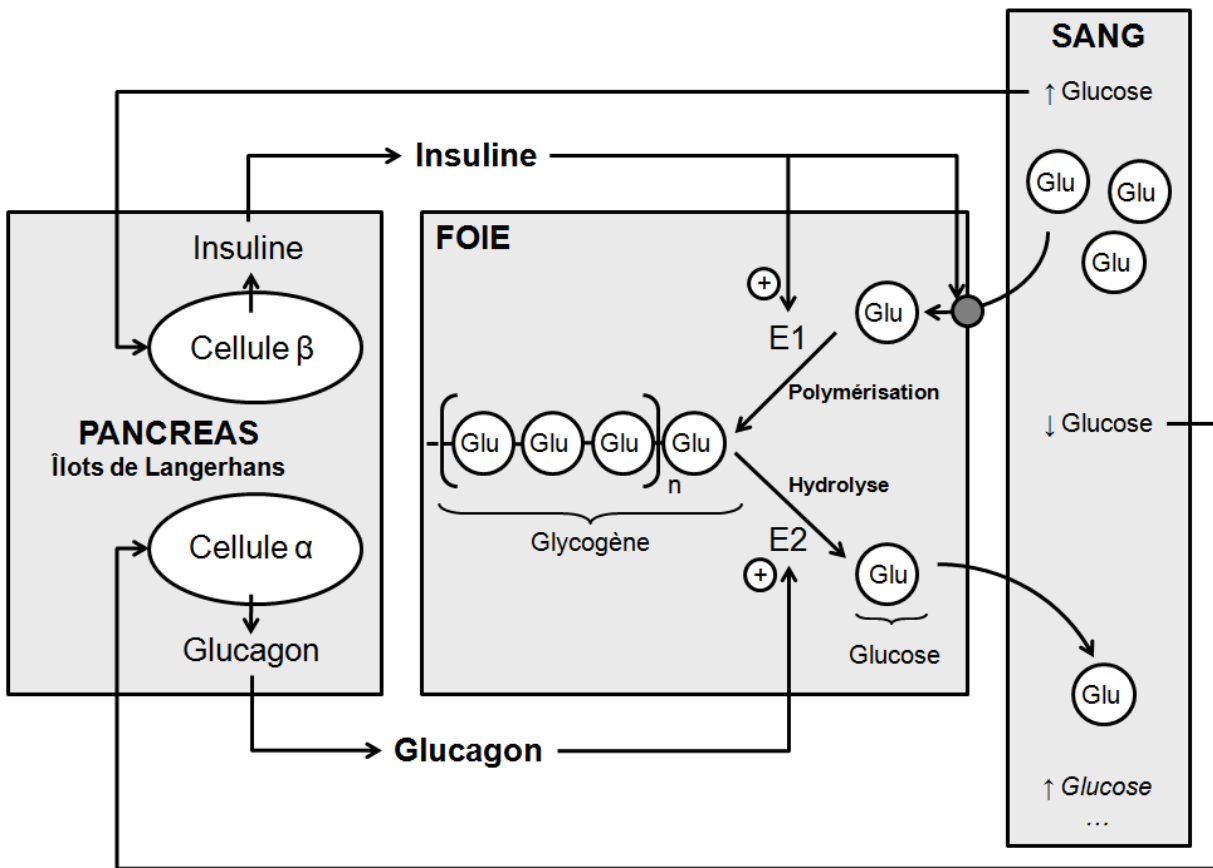 SANG
↑ Glucose
Insuline
Glu
Glu
Glu
PANCREAS
Îlots de Langerhans
Insuline
Cellule β
Cellule α
Glucagon
FOIE
+
E1
Glu
Polymérisation
Glu
Glu
Glu
Glu
n
Glycogène
Hydrolyse
E2
+
Glu
Glucose
↓ Glucose
Glu
↑ Glucose
...
Glucagon